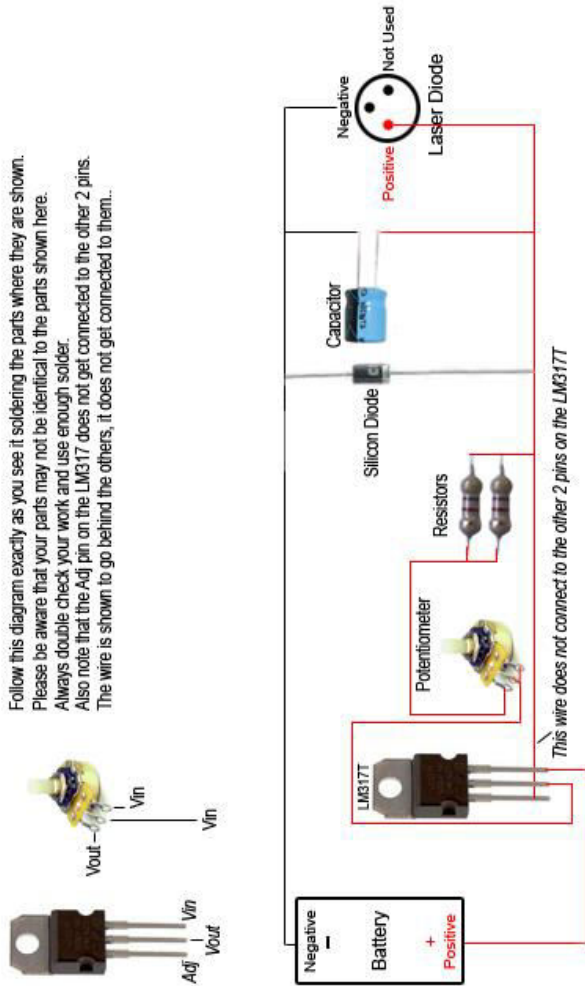 Follow this diagram exactly as you see it soldering the parts where they are shown.
Please be aware that your parts may not be identical to the parts shown here.
Always double check your work and use enough solder.
Also note that the Adj pin on the LM317 does not get connected to the other 2 pins.
The wire is shown to go behind the others, it does not get connected to them..
Adj
Vout
Vin
Vout
Vin
Vin
Negative
Battery
+
Positive
LM317T
Potentiometer
Resistors
Silicon Diode
Capacitor
Negative
Not Used
Positive
Laser Diode
This wire does not connect to the other 2 pins on the LM317T